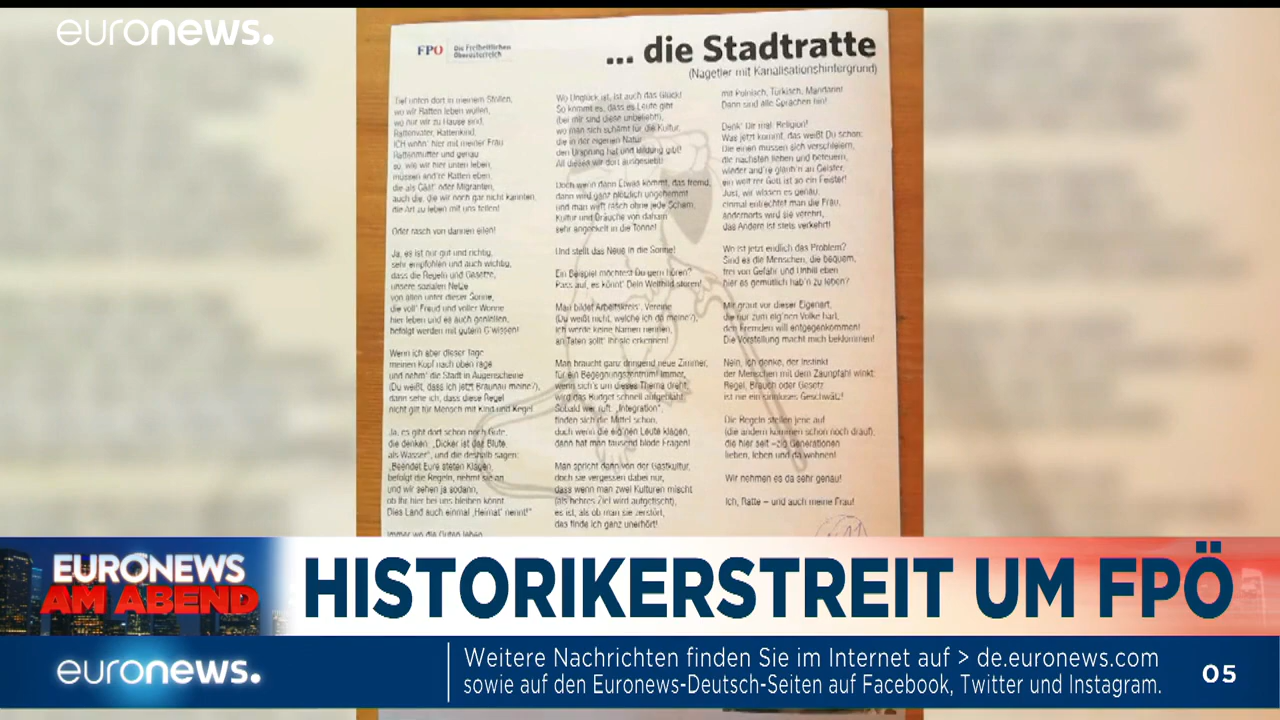 euronews.
FPÖ Die Freiheitlichen
Oberösterreich
... die Stadtratte
(Nagetier mit Kanalisationshintergrund)
Tief unten dort in meinem Stollen,
wo wir Ratten leben wollen,
wo nur wir zu Hause sind,
Rattenvater, Rattenkind,
ICH wohn' hier mit meiner Frau
Rattenmutter und genau
so, wie wir hier unten leben,
müssen and're Ratten eben,
die als Gäst' oder Migranten,
auch die, die wir noch gar nicht kannten,
die Art zu leben mit uns teilen!
Oder rasch von dannen eilen!
Ja, es ist nur gut und richtig,
sehr empfohlen und auch wichtig,
dass die Regeln und Gesetze,
unsere sozialen Netze
von allen unter dieser Sonne,
die voll' Freud und voller Wonne
hier leben und es auch genießen,
befolgt werden mit gutem G'wissen!
Wenn ich aber dieser Tage
meinen Kopf nach oben rage
und nehm' die Stadt in Augenscheine
(Du weißt, dass ich jetzt Braunau meine?),
dann sehe ich, dass diese Regel
nicht gilt für Mensch mit Kind und Kegel.
Ja, es gibt dort schon noch Gute,
die denken: „Dicker ist das Blute
als Wasser", und die deshalb sagen:
„Beendet Eure steten Klagen,
befolgt die Regeln, nehmt sie an
und wir sehen ja sodann,
ob Ihr hier bei uns bleiben könnt
Dies Land auch einmal ‚Heimat' nennt!"
Immer wo die Guten leben,
Wo Unglück ist, ist auch das Glück!
So kommt es, dass es Leute gibt
(bei mir sind diese unbeliebt!),
wo man sich schämt für die Kultur,
die in der eigenen Natur
den Ursprung hat und Bildung gibt!
All dieses wir dort ausgesiebt!
Doch wenn dann Etwas kommt, das fremd,
dann wird ganz plötzlich ungehemmt
und man wirft rasch ohne jede Scham,
Kultur und Bräuche von daham
sehr angeekelt in die Tonne!
Und stellt das Neue in die Sonne!
Ein Beispiel möchtest Du gern hören?
Pass auf, es könnt' Dein Weltbild stören!
Man bildet Arbeitskreis', Vereine
(Du weißt nicht, welche ich da meine?),
Ich werde keine Namen nennen,
an Taten sollt' Ihr sie erkennen!
Man braucht ganz dringend neue Zimmer,
für ein Begegnungszentrum! Immer,
wenn sich's um dieses Thema dreht,
wird das Budget schnell aufgebläht.
Sobald wer ruft: „Integration",
finden sich die Mittel schon,
doch wenn die eig'nen Leute klagen,
dann hat man tausend blöde Fragen!
Man spricht dann von der Gastkultur,
doch sie vergessen dabei nur,
dass wenn man zwei Kulturen mischt
(als hehres Ziel wird aufgetischt),
es ist, als ob man sie zerstört,
das finde ich ganz unerhört!
mit Polnisch, Türkisch, Mandarin!
Dann sind alle Sprachen hin!
Denk' Dir mal: Religion!
Was jetzt kommt, das weißt Du schon:
Die einen müssen sich verschleiern,
die nächsten lieben und beteuern,
wieder and're glaub'n an Geister,
ein weit'rer Gott ist so ein Feister!
Just, wir wissen es genau,
einmal entrechtet man die Frau,
andernorts wird sie verehrt,
das Andern ist stets verkehrt!
Wo ist jetzt endlich das Problem?
Sind es die Menschen, die bequem,
frei von Gefahr und Unbill eben
hier es gemütlich hab'n zu leben?
Mit graut vor dieser Eigenart,
die nur zum eig'nen Volke hart,
den Fremden will entgegenkommen!
Die Vorstellung macht mich beklommen!
Nein, ich denke, der Instinkt
der Menschen mit dem Zaunpfahl winkt:
Regel, Brauch oder Gesetz
ist nie ein sinnloses Geschwätz!
Die Regeln stellen jene auf
(die andern kommen schon noch drauf),
die hier seit –zig Generationen
lieben, leben und da wohnen!
Wir nehmen es da sehr genau!
Ich, Ratte – und auch meine Frau!
EURONEWS
AM ABEND
HISTORIKERSTREIT UM FPÖ
euronews.
Weitere Nachrichten finden Sie im Internet auf > de.euronews.com
sowie auf den Euronews-Deutsch-Seiten auf Facebook, Twitter und Instagram.
05